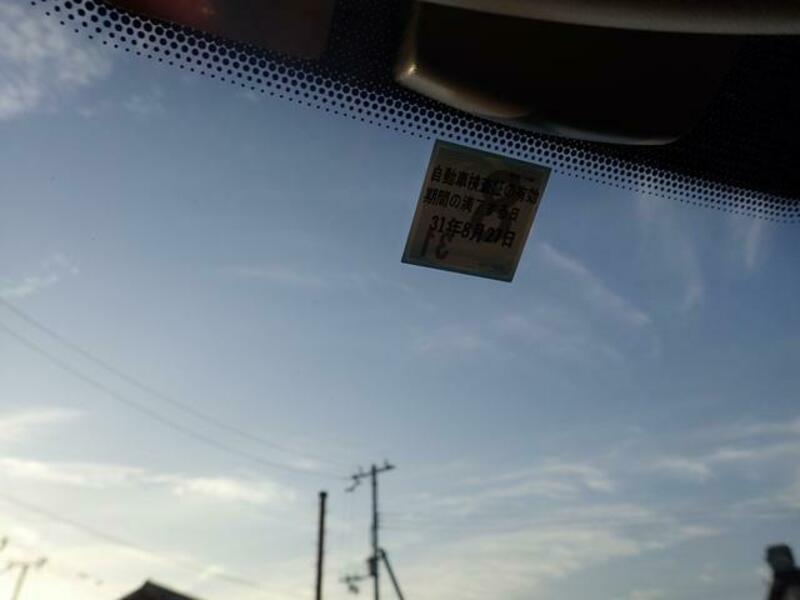 自動車検査証の有効
期間の満了する日
31年8月27日